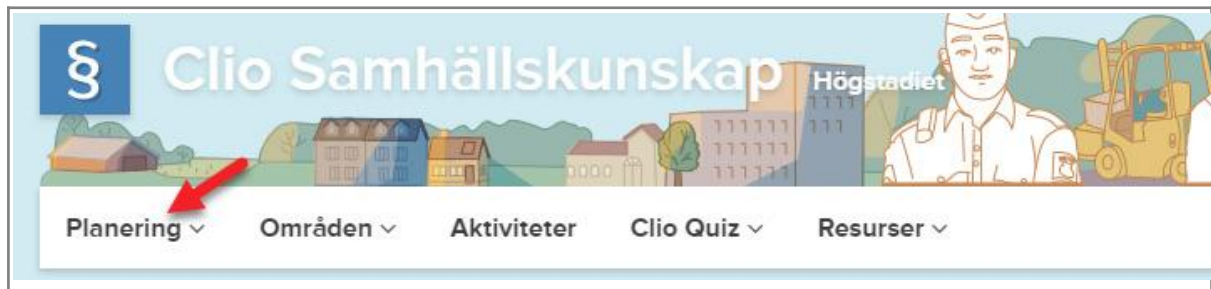 § Clio Samhällskunskap Högstadiet
Planering Områden Aktiviteter Clio Quiz Resurser